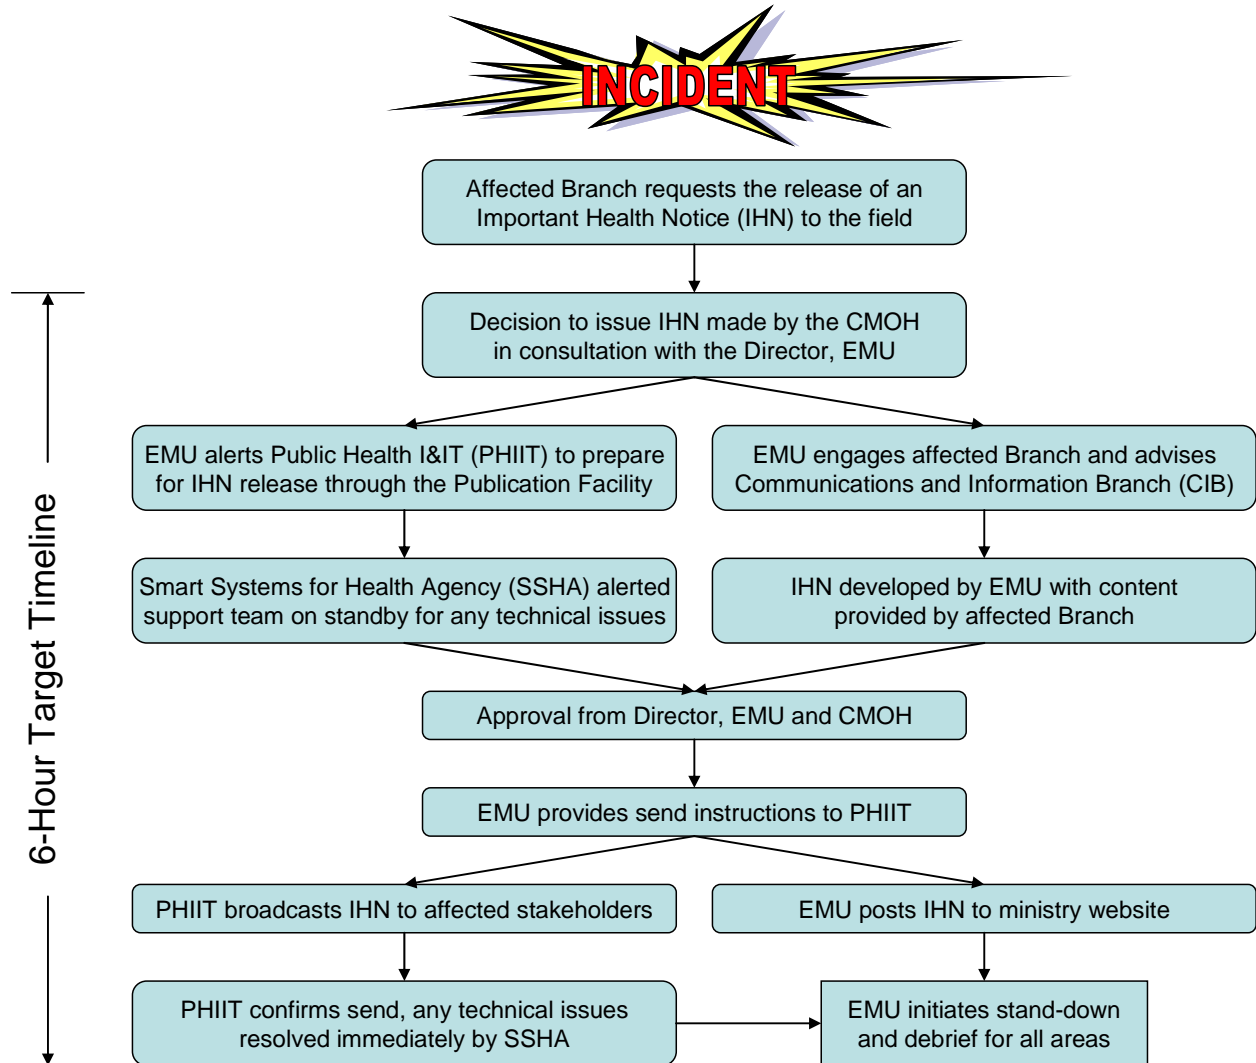 INCIDENT
Affected Branch requests the release of an
Important Health Notice (IHN) to the field
6-Hour Target Timeline
Decision to issue IHN made by the CMOH
in consultation with the Director, EMU
EMU alerts Public Health I&IT (PHIIT) to prepare
for IHN release through the Publication Facility
EMU engages affected Branch and advises
Communications and Information Branch (CIB)
Smart Systems for Health Agency (SSHA) alerted
support team on standby for any technical issues
IHN developed by EMU with content
provided by affected Branch
Approval from Director, EMU and CMOH
EMU provides send instructions to PHIIT
PHIIT broadcasts IHN to affected stakeholders
EMU posts IHN to ministry website
PHIIT confirms send, any technical issues
resolved immediately by SSHA
EMU initiates stand-down
and debrief for all areas